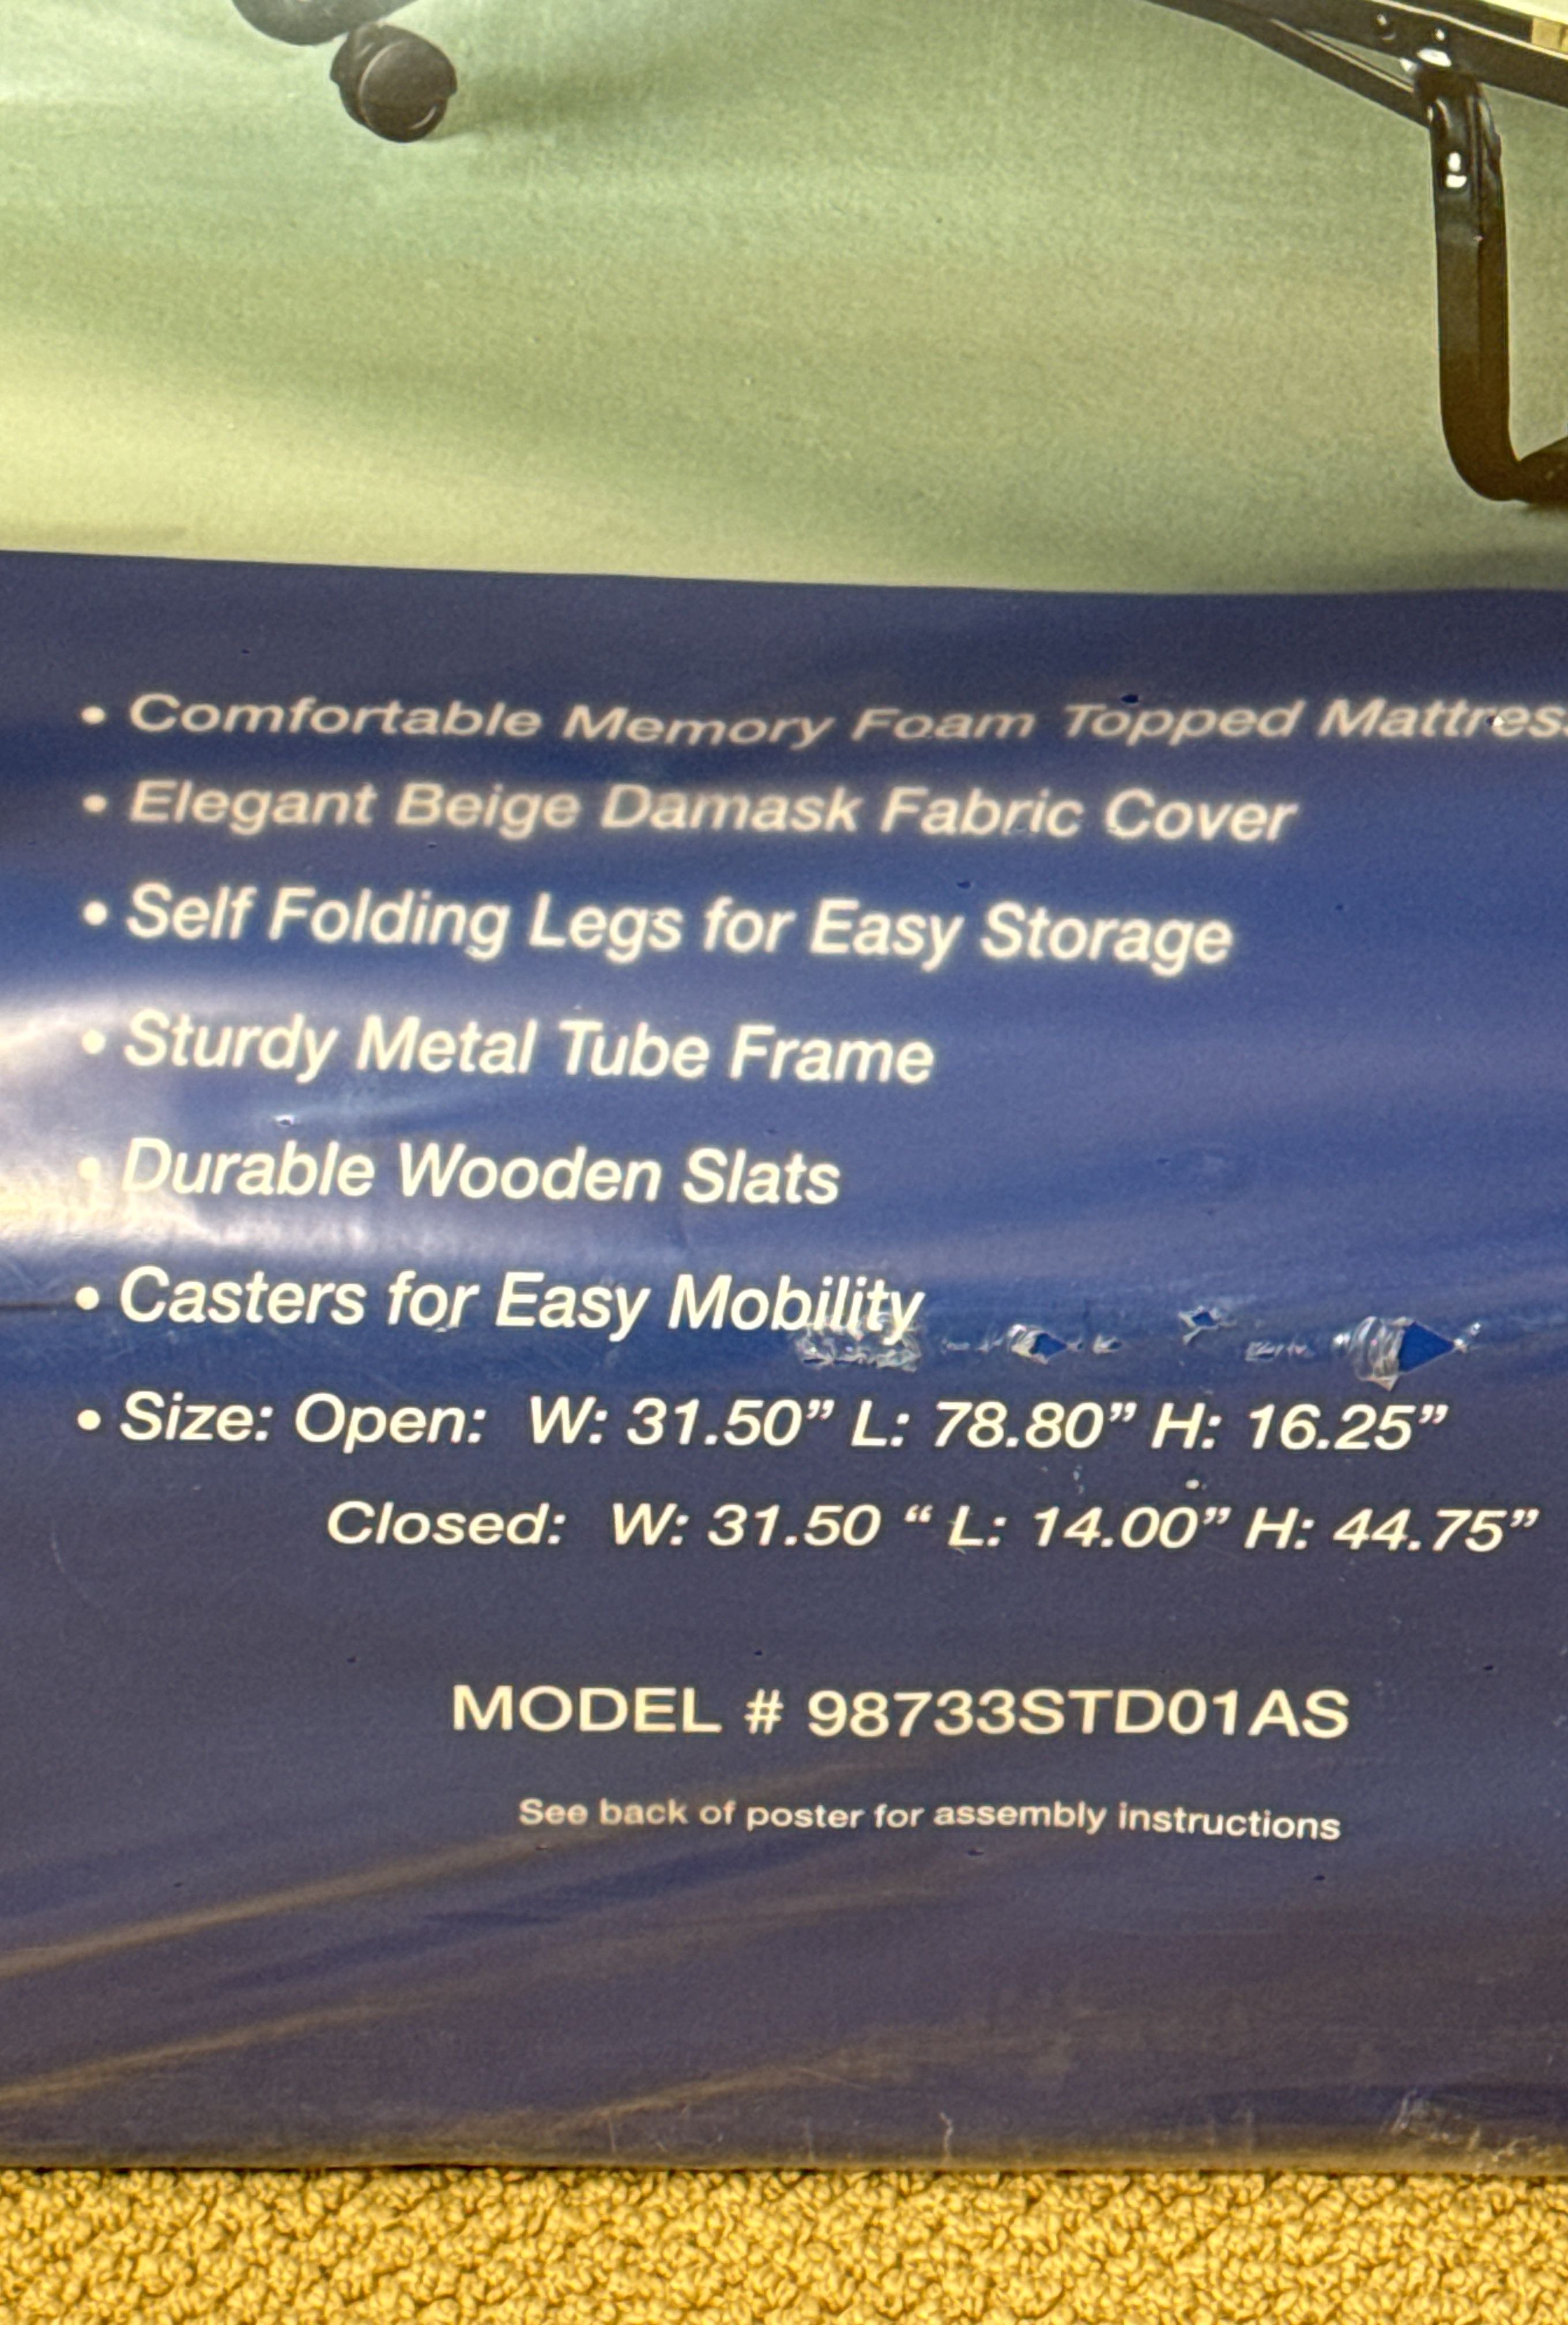 • Comfortable Memory Foam Topped Mattres
• Elegant Beige Damask Fabric Cover
• Self Folding Legs for Easy Storage
• Sturdy Metal Tube Frame
• Durable Wooden Slats
• Casters for Easy Mobility
• Size: Open: W: 31.50” L: 78.80” H: 16.25”
Closed: W: 31.50 “ L: 14.00” H: 44.75”
MODEL # 98733STD01AS
See back of poster for assembly instructions